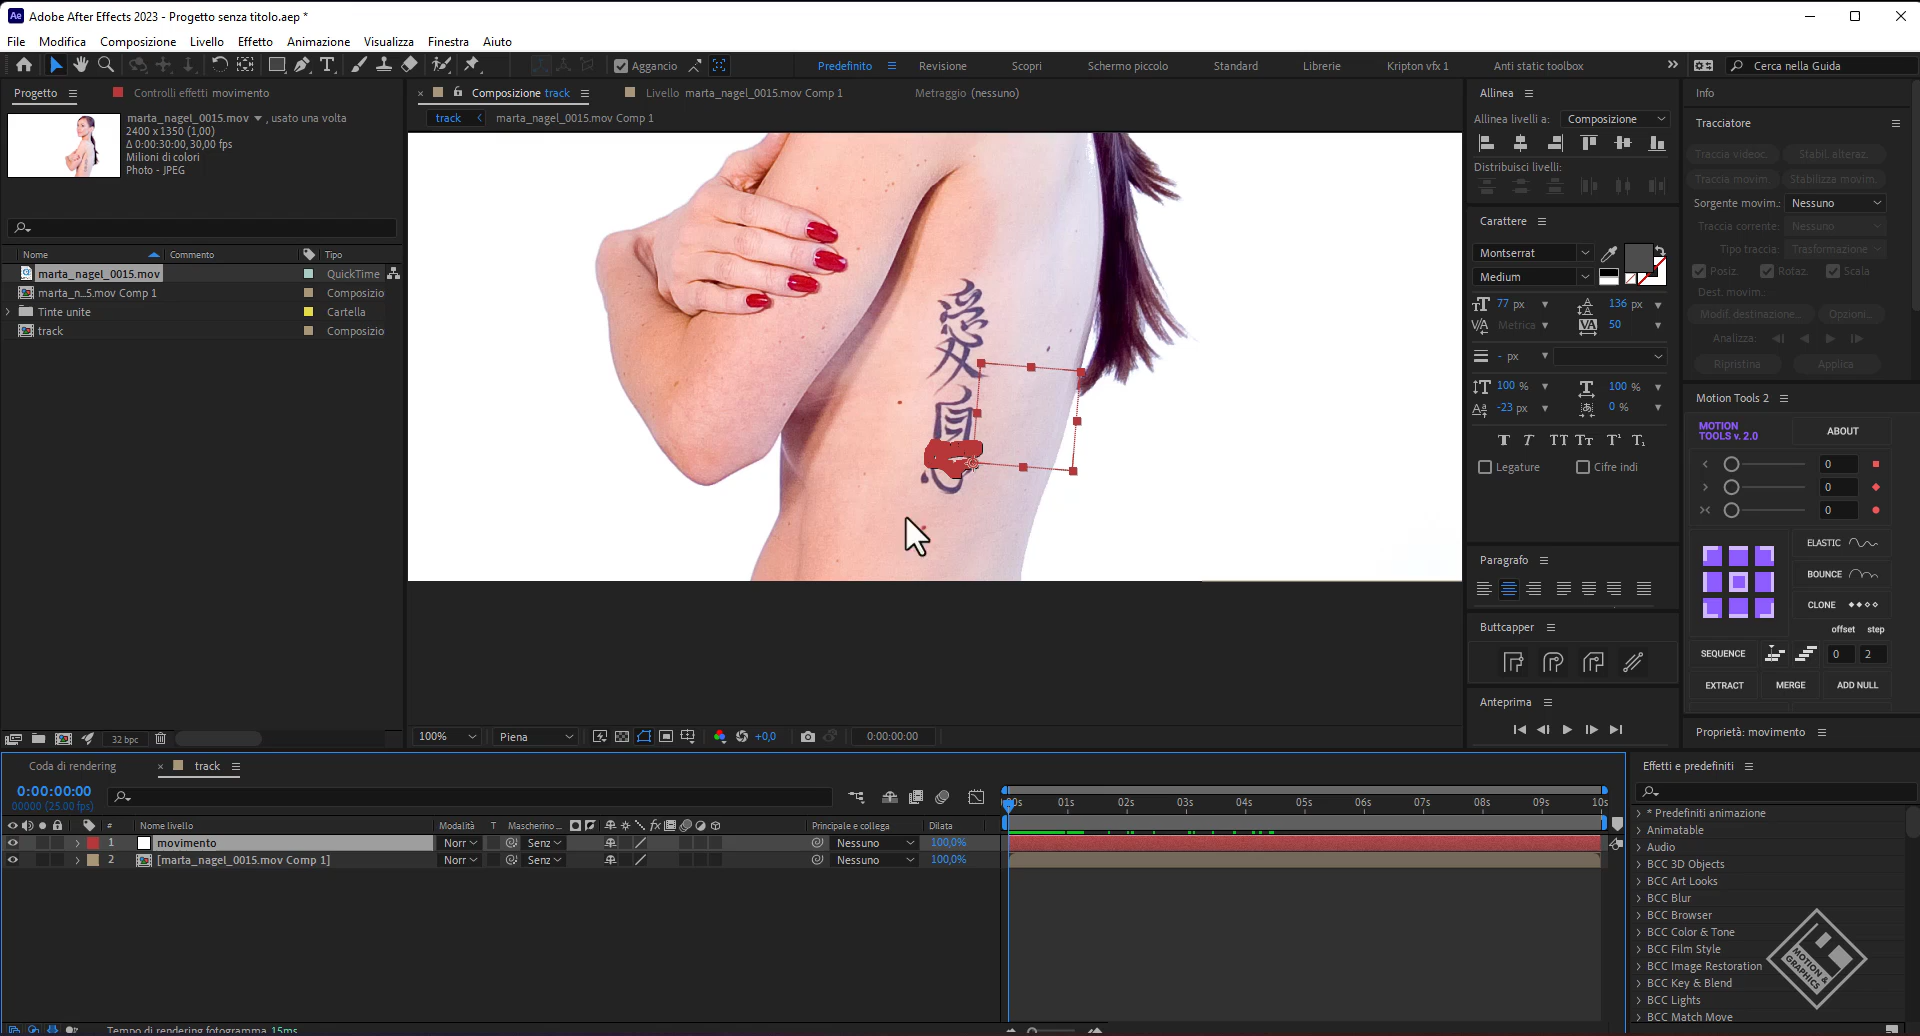 Adobe After Effects 2023 - Progetto senza titolo.aep *
File Modifica Composizione Livello Effetto Animazione Visualizza Finestra Aiuto
Aggancio Predefinito Revisione Scopri Schermo piccolo Standard Librerie Kripton vfx 1 Anti static toolbox Cerca nella Guida
Progetto Controlli effetti movimento
marta_nagel_0015.mov , usato una volta
2400 x 1350 (1,00)
Δ 0:00:30:00, 30,00 fps
Milioni di colori
Photo - JPEG
Nome Commento Tipo
marta_nagel_0015.mov QuickTime
marta_n..5.mov Comp 1 Composizio
Tinte unite Cartella
track Composizio
32 bpc
Composizione track Livello marta_nagel_0015.mov Comp 1 Metraggio (nessuno)
track marta_nagel_0015.mov Comp 1
愛
100% Piena +0,0 0:00:00:00
Allinea
Allinea livelli a: Composizione
Distribuisci livelli:
Carattere
Montserrat
Medium
77 px 136 px
Metrica 50
- px
100 % 100 %
-23 px 0 %
T T TT Tт T¹ T₁
Legature Cifre indi
Paragrafo
Buttcapper
Anteprima
Info
Tracciatore
Traccia videoc. Stabil. alteraz.
Traccia movim. Stabilizza movim.
Sorgente movim.: Nessuno
Traccia corrente: Nessuno
Tipo traccia: Trasformazione
Posiz. Rotaz. Scala
Dest. movim.:
Modif. destinazione... Opzioni...
Analizza:
Ripristina Applica
Motion Tools 2
MOTION
TOOLS v. 2.0
ABOUT
0
0
0
ELASTIC
BOUNCE
CLONE
offset step
SEQUENCE 0 2
EXTRACT MERGE ADD NULL
Proprietà: movimento
Coda di rendering track
0:00:00:00
00000 (25.00 fps)
# Nome livello Modalità T Mascherino ... Principale e collega Dilata
1 movimento Norr Senz Nessuno 100,0%
2 [marta_nagel_0015.mov Comp 1] Norr Senz Nessuno 100,0%
01s 02s 03s 04s 05s 06s 07s 08s 09s 10s
Tempo di rendering fotogramma 15ms
Effetti e predefiniti
* Predefiniti animazione
Animatable
Audio
BCC 3D Objects
BCC Art Looks
BCC Blur
BCC Browser
BCC Color & Tone
BCC Film Style
BCC Image Restoration
BCC Key & Blend
BCC Lights
BCC Match Move
MOTION &
GRAPHICS